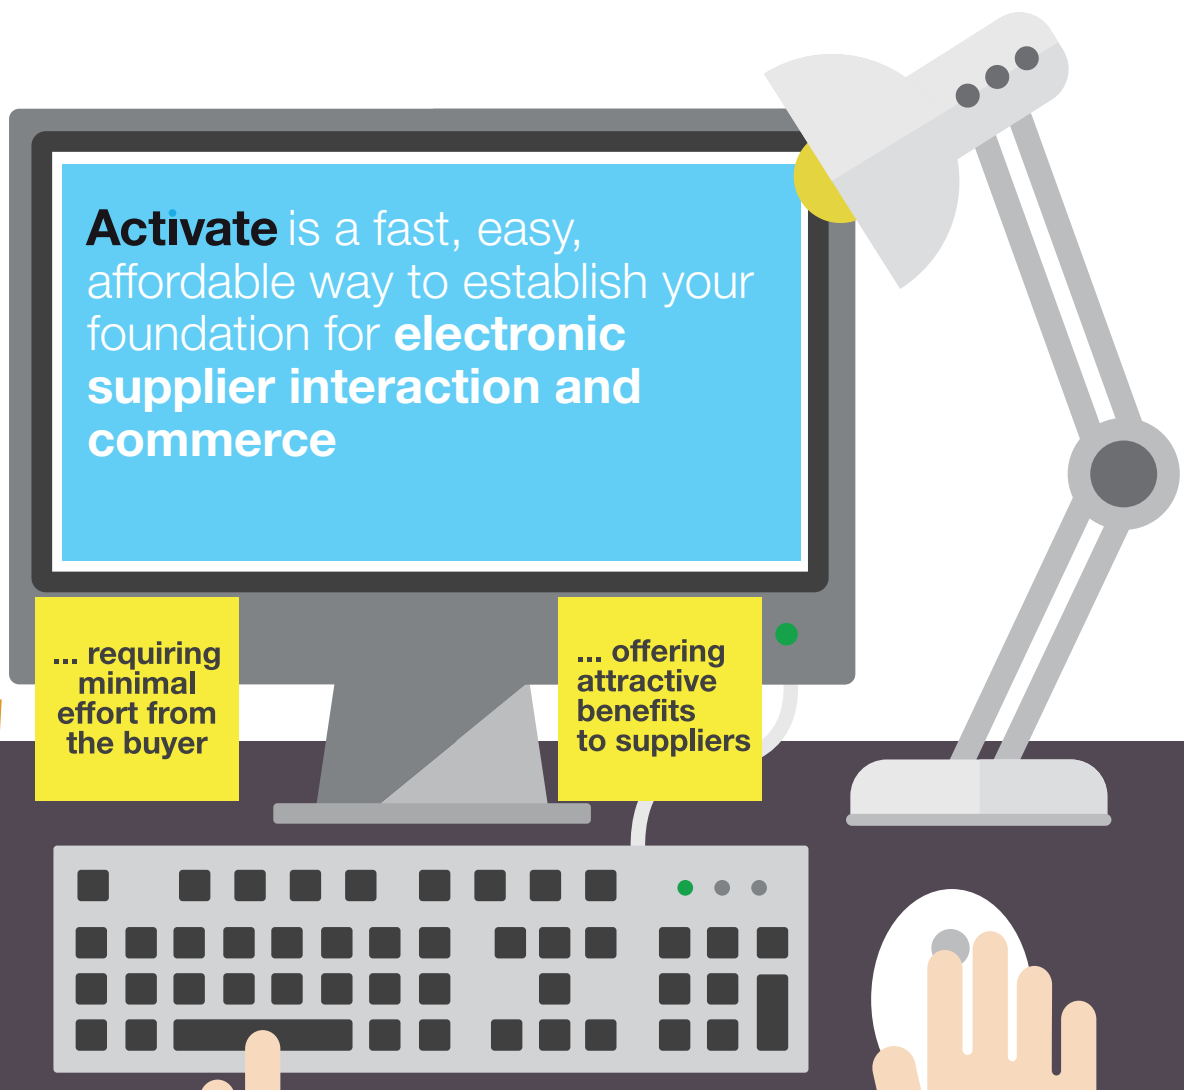 Activate is a fast, easy,
affordable way to establish your
foundation for electronic
supplier interaction and
commerce
... requiring
minimal
effort from
the buyer
... offering
attractive
benefits
to suppliers